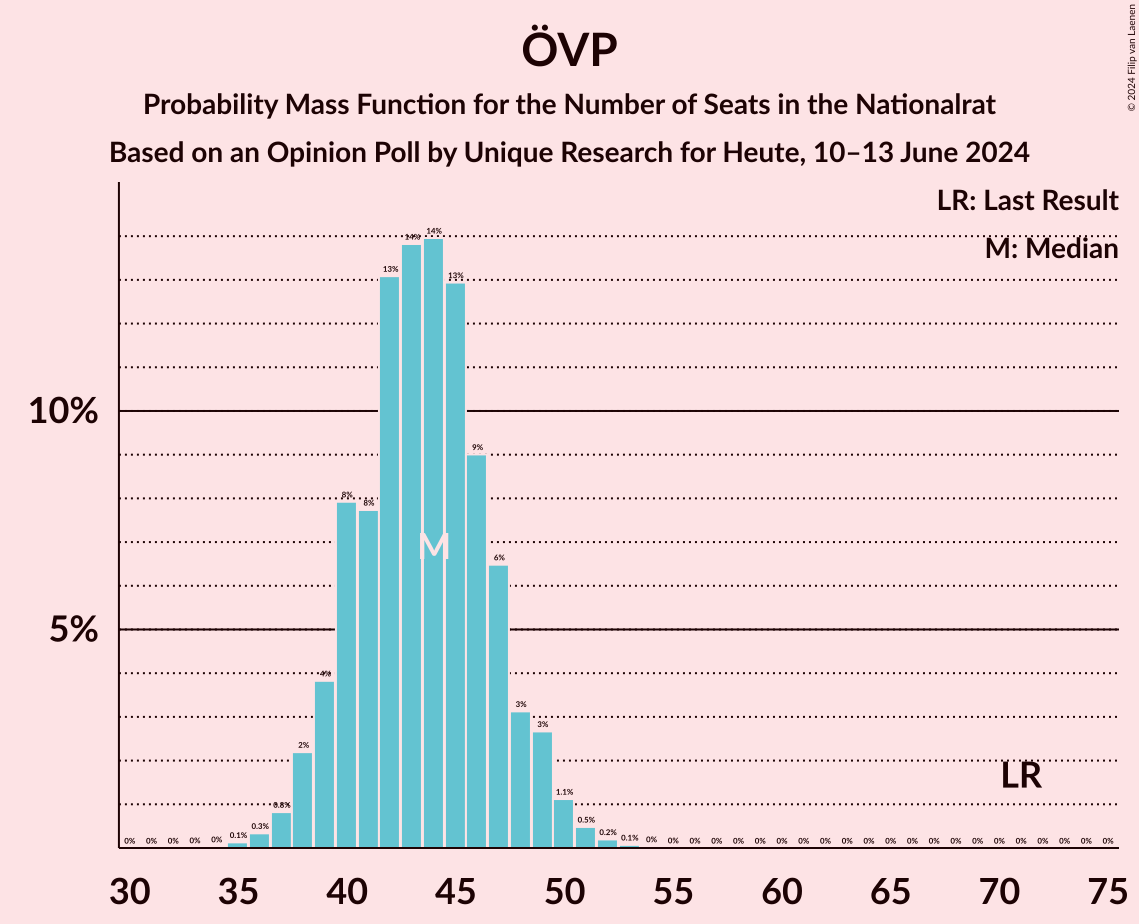 ÖVP
Probability Mass Function for the Number of Seats in the Nationalrat
Based on an Opinion Poll by Unique Research for Heute, 10–13 June 2024
© 2024 Filip van Laenen
LR: Last Result
M: Median
10%
5%
0% 0% 0% 0% 0% 0.1% 0.3% 0.8% 2% 4% 8% 8% 13% 14% 14% 13% 9% 6% 3% 3% 1.1% 0.5% 0.2% 0.1% 0% 0% 0% 0% 0% 0% 0% 0% 0% 0% 0% 0% 0% 0% 0% 0% 0% 0% 0% 0% 0% 0%
M
LR
30 35 40 45 50 55 60 65 70 75